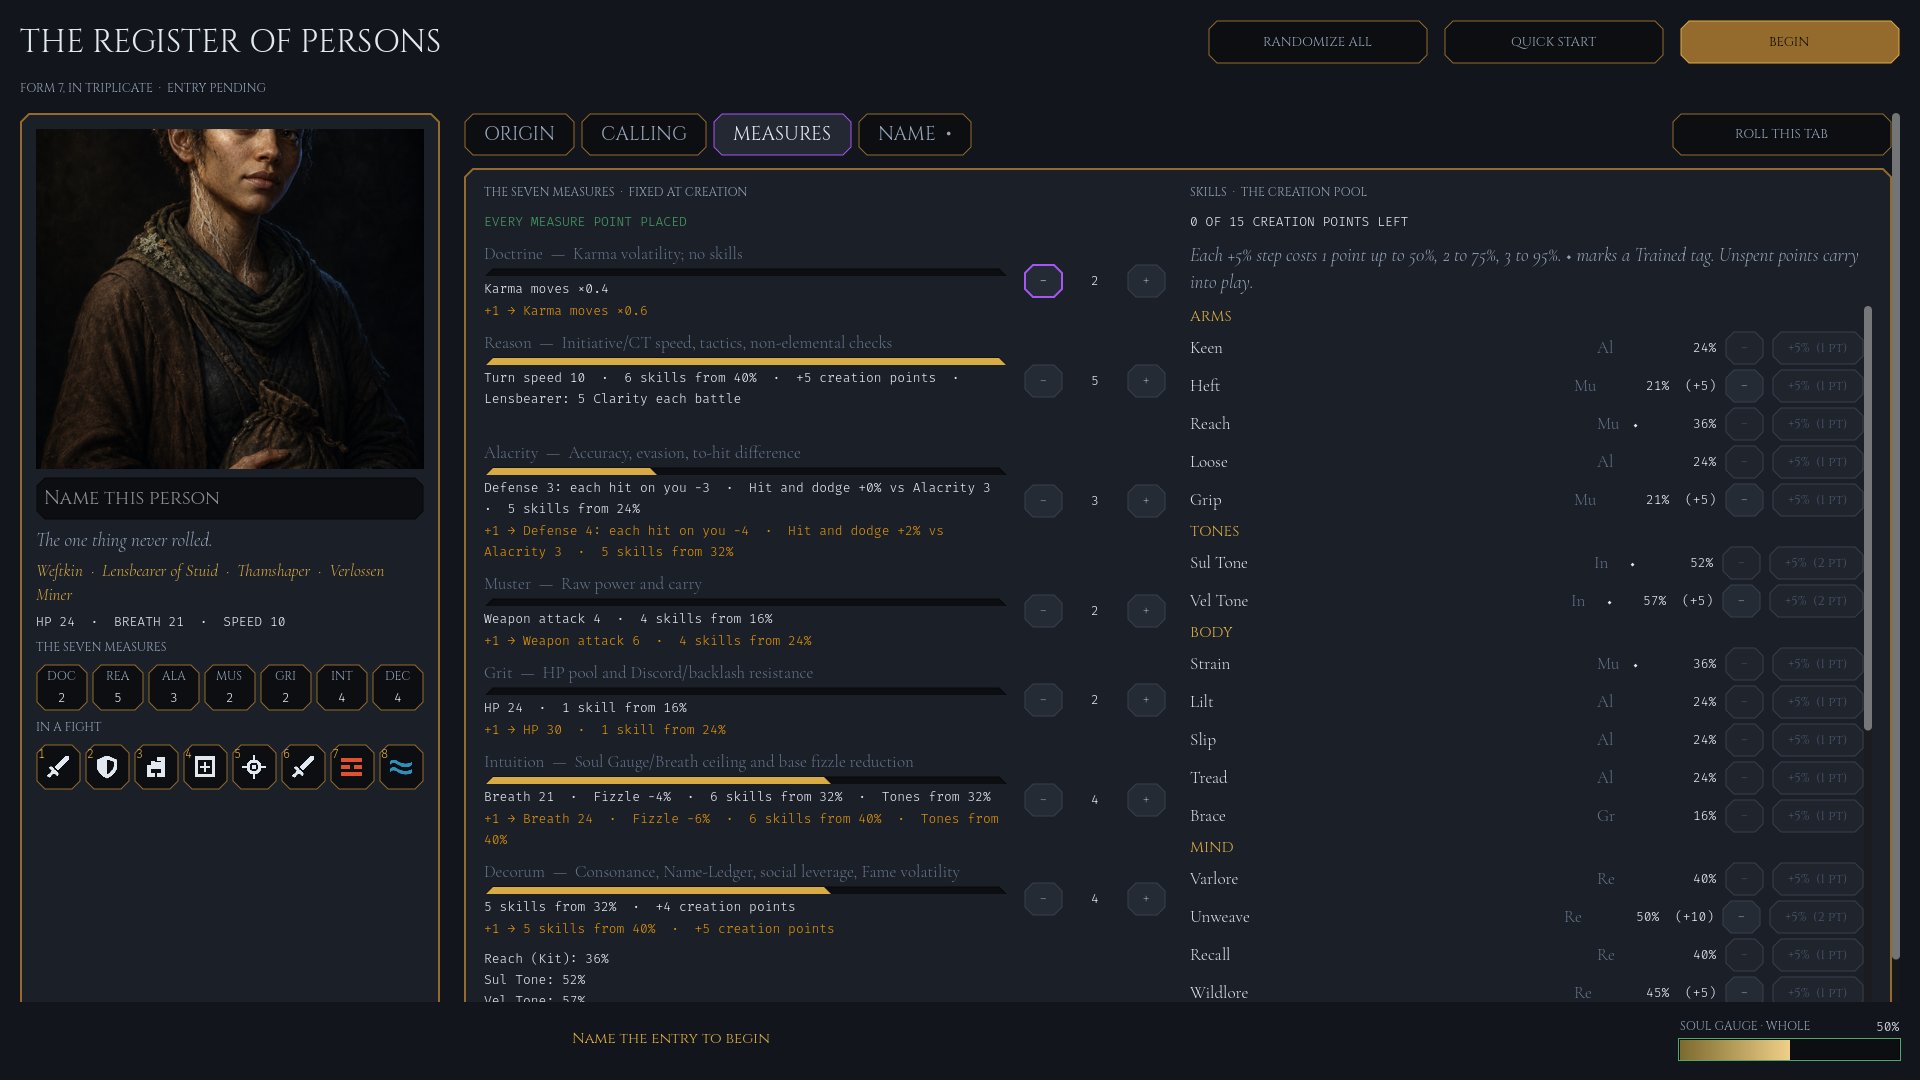 THE REGISTER OF PERSONS
RANDOMIZE ALL
QUICK START
BEGIN
FORM 7, IN TRIPLICATE · ENTRY PENDING
NAME THIS PERSON
The one thing never rolled.
Weftkin · Lensbearer of Stuid · Thamshaper · Verlossen
Miner
HP 24 · BREATH 21 · SPEED 10
THE SEVEN MEASURES
DOC REA ALA MUS GRI INT DEC
2 5 3 2 2 4 4
IN A FIGHT
1 2 3 4 5 6 7 8
ORIGIN
CALLING
MEASURES
NAME •
ROLL THIS TAB
THE SEVEN MEASURES · FIXED AT CREATION
EVERY MEASURE POINT PLACED
Doctrine — Karma volatility; no skills
Karma moves ×0.4
+1 → Karma moves ×0.6
− 2 +
Reason — Initiative/CT speed, tactics, non-elemental checks
Turn speed 10 · 6 skills from 40% · +5 creation points ·
Lensbearer: 5 Clarity each battle
− 5 +
Alacrity — Accuracy, evasion, to-hit difference
Defense 3: each hit on you -3 · Hit and dodge +0% vs Alacrity 3
· 5 skills from 24%
+1 → Defense 4: each hit on you -4 · Hit and dodge +2% vs
Alacrity 3 · 5 skills from 32%
− 3 +
Muster — Raw power and carry
Weapon attack 4 · 4 skills from 16%
+1 → Weapon attack 6 · 4 skills from 24%
− 2 +
Grit — HP pool and Discord/backlash resistance
HP 24 · 1 skill from 16%
+1 → HP 30 · 1 skill from 24%
− 2 +
Intuition — Soul Gauge/Breath ceiling and base fizzle reduction
Breath 21 · Fizzle -4% · 6 skills from 32% · Tones from 32%
+1 → Breath 24 · Fizzle -6% · 6 skills from 40% · Tones from
40%
− 4 +
Decorum — Consonance, Name-Ledger, social leverage, Fame volatility
5 skills from 32% · +4 creation points
+1 → 5 skills from 40% · +5 creation points
− 4 +
Reach (Kit): 36%
Sul Tone: 52%
Vel Tone: 57%
SKILLS · THE CREATION POOL
0 OF 15 CREATION POINTS LEFT
Each +5% step costs 1 point up to 50%, 2 to 75%, 3 to 95%. • marks a Trained tag. Unspent points carry
into play.
ARMS
Keen Al 24% − +5% (1 PT)
Heft Mu 21% (+5) − +5% (1 PT)
Reach Mu • 36% − +5% (1 PT)
Loose Al 24% − +5% (1 PT)
Grip Mu 21% (+5) − +5% (1 PT)
TONES
Sul Tone In • 52% − +5% (2 PT)
Vel Tone In • 57% (+5) − +5% (2 PT)
BODY
Strain Mu • 36% − +5% (1 PT)
Lilt Al 24% − +5% (1 PT)
Slip Al 24% − +5% (1 PT)
Tread Al 24% − +5% (1 PT)
Brace Gr 16% − +5% (1 PT)
MIND
Varlore Re 40% − +5% (1 PT)
Unweave Re 50% (+10) − +5% (2 PT)
Recall Re 40% − +5% (1 PT)
Wildlore Re 45% (+5) − +5% (1 PT)
NAME THE ENTRY TO BEGIN
SOUL GAUGE · WHOLE 50%